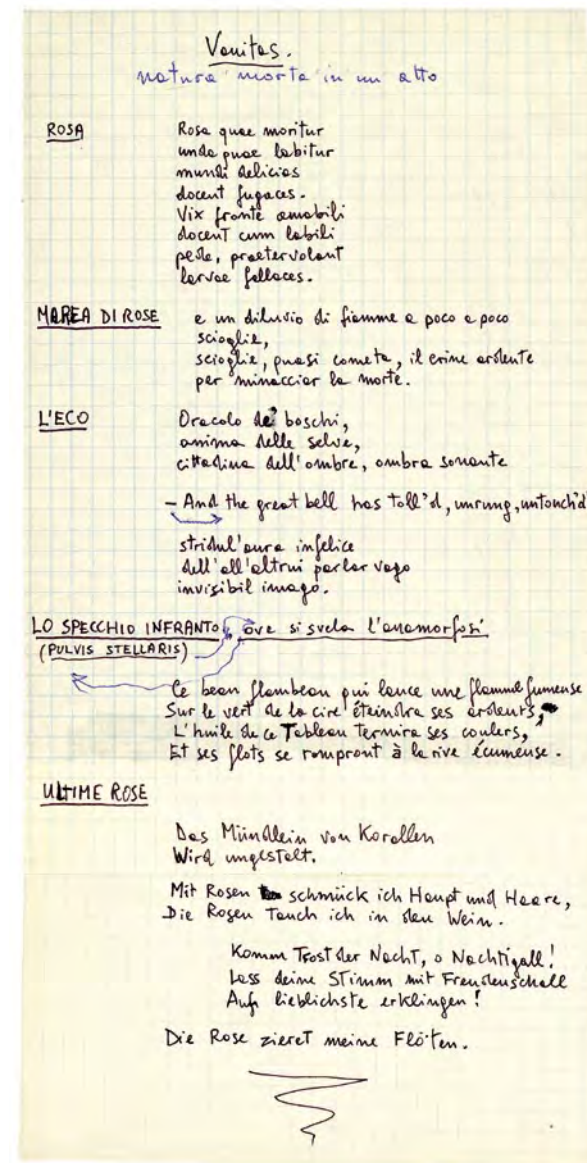 Vanitas.
natura morta in un atto
ROSA
Rosa quae moritur
unda quae labitur
mundi delicias
docent fugaces.
Vix fronte amabili
docent cum labili
pede, praetervolant
larvae fallaces.
MAREA DI ROSE
e un diluvio di fiamme a poco a poco
scioglie,
scioglie, quasi cometa, il crine ardente
per minacciar la morte.
L'ECO
Oracolo de' boschi,
anima delle selve,
cittadina dell'ombre, ombra sonante
– And the great bell has toll'd, unrung, untouch'd
stridul'aura infelice
dell'all'altrui parlar vago
invisibil imago.
LO SPECCHIO INFRANTO, ove si svela l'anamorfosi
(PULVIS STELLARIS)
Ce beau flambeau qui lance une flamme fumeuse
Sur le vert de la cire éteindra ses ardeurs,
L'huile de ce Tableau ternira ses coulers,
Et ses flots se rompront à la rive écumeuse.
ULTIME ROSE
Das Mündlein von Korallen
Wird ungestalt.
Mit Rosen schmück ich Haupt und Haare,
Die Rosen tauch ich in den Wein.
Komm Trost der Nacht, o Nachtigall!
Lass deine Stimm mit Freudenschall
Aufs lieblichste erklingen!
Die Rose zieret meine Flöten.